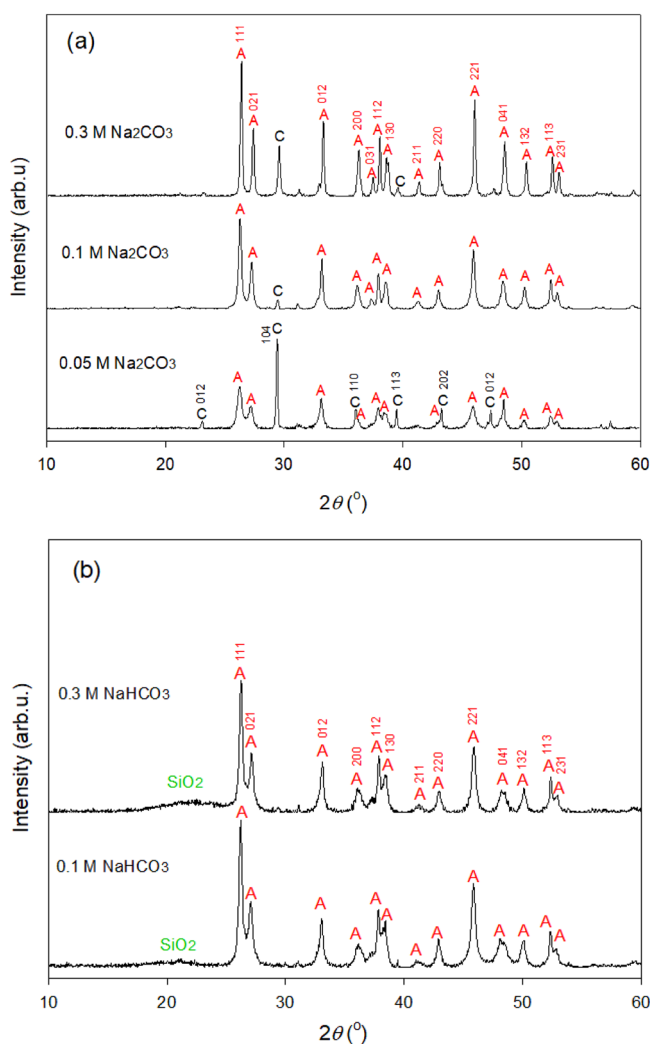 (a)
111
A
021
A
C
012
A
200
A
031
A
112
A
130
A
C
211
A
220
A
221
A
041
A
132
A
113
A
231
A
0.3 M Na2CO3
A
A
C
A
A
A
A
A
A
A
A
A
A
A
A
0.1 M Na2CO3
012
C
A
A
104
C
A
110
C
A
A
A
113
C
A
202
C
A
012
C
A
A
A
A
0.05 M Na2CO3
Intensity (arb.u)
10 20 30 40 50 60
2θ (o)
(b)
111
A
021
A
012
A
200
A
112
A
130
A
211
A
220
A
221
A
041
A
132
A
113
A
231
A
0.3 M NaHCO3
SiO2
A
A
A
A
A
A
A
A
A
A
A
A
A
0.1 M NaHCO3
SiO2
Intensity (arb.u.)
10 20 30 40 50 60
2θ (o)